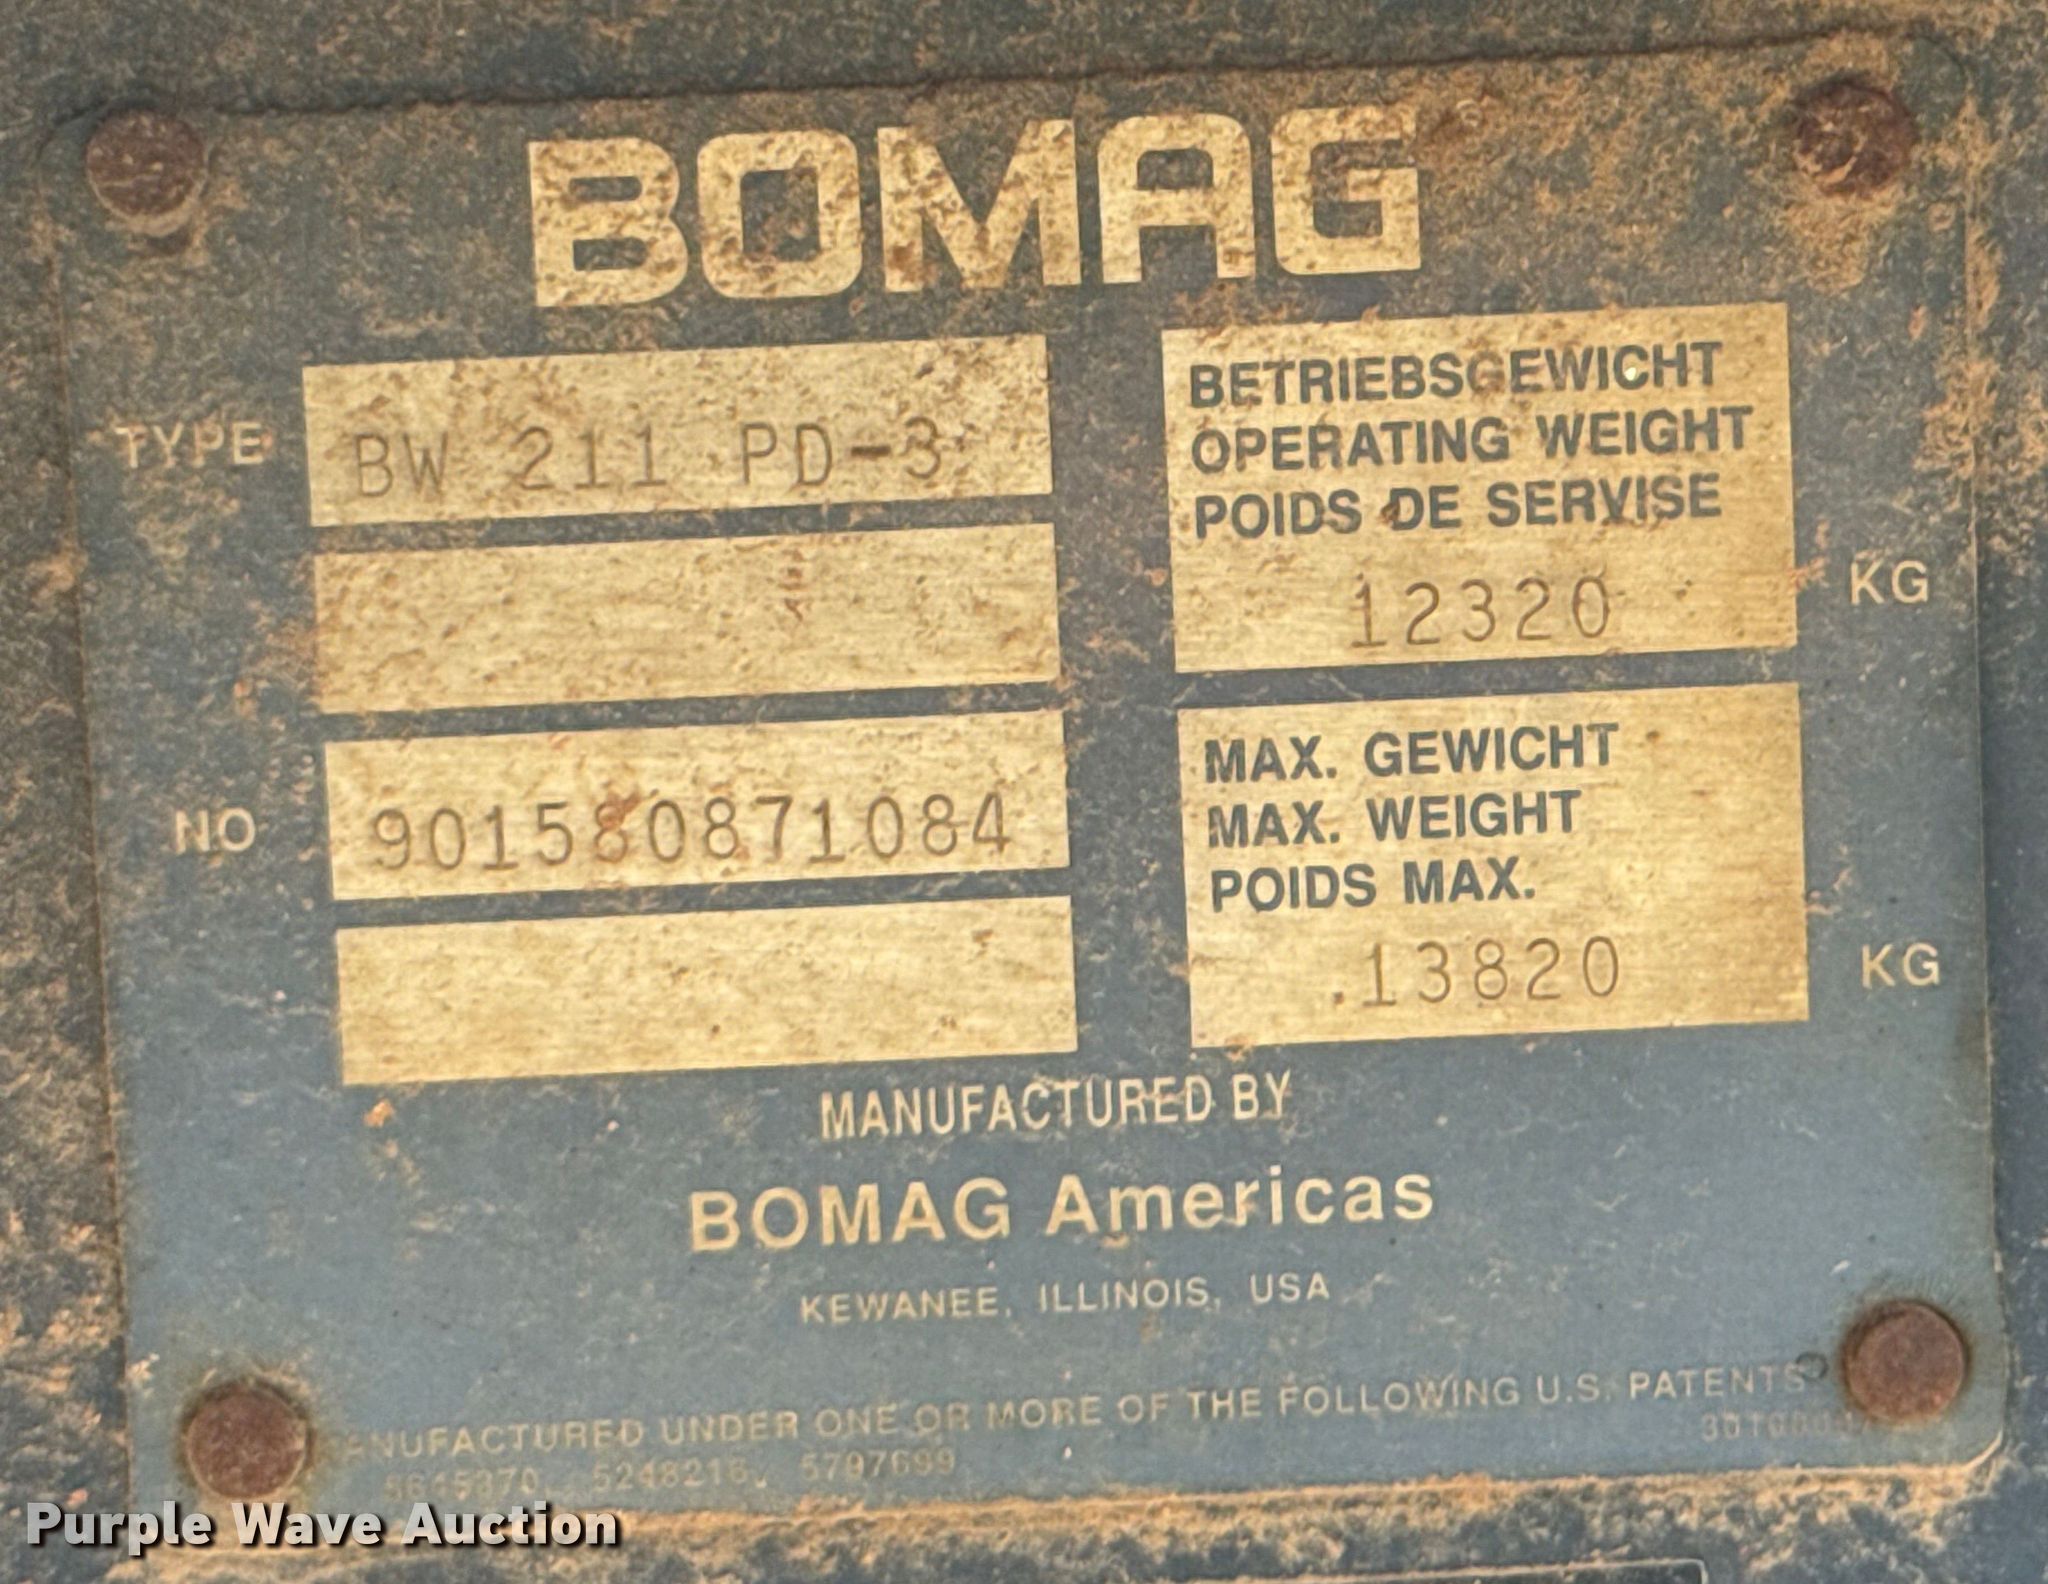 BOMAG
TYPE BW 211 PD-3
NO 901580871084
BETRIEBSGEWICHT
OPERATING WEIGHT
POIDS DE SERVISE
12320 KG
MAX. GEWICHT
MAX. WEIGHT
POIDS MAX.
13820 KG
MANUFACTURED BY
BOMAG Americas
KEWANEE, ILLINOIS, USA
MANUFACTURED UNDER ONE OR MORE OF THE FOLLOWING U.S. PATENTS
5248216, 5797699
Purple Wave Auction